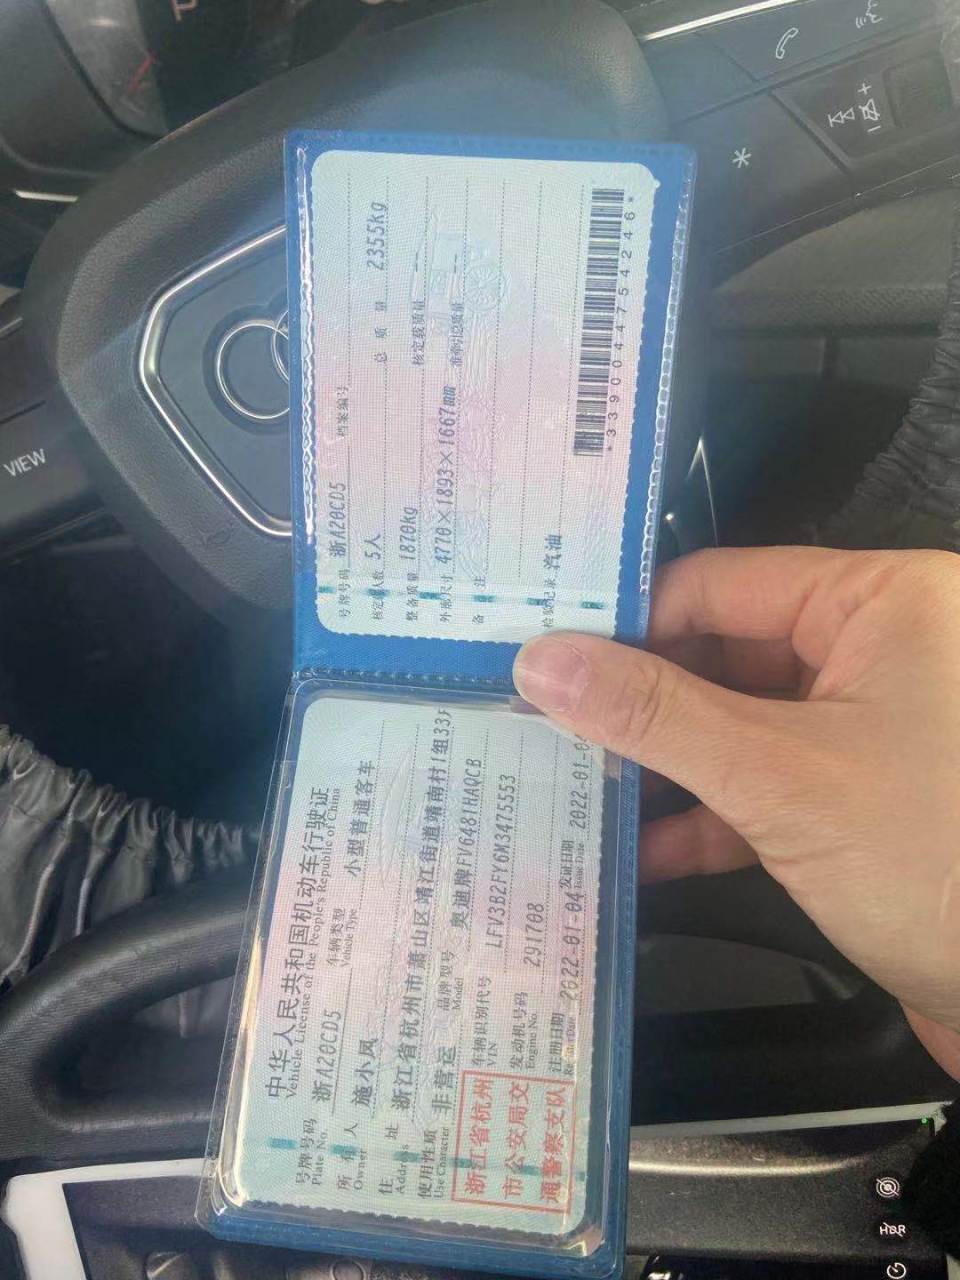 中华人民共和国机动车行驶证
Vehicle License of the People's Republic of China
号牌号码 浙A20CD5 车辆类型 小型普通客车
Plate No. Vehicle Type
所有人 施小凤
Owner
住址 浙江省杭州市萧山区靖江街道靖南村1组33户
Address
使用性质 非营运 品牌型号 奥迪牌FV6481HAQCB
Use Character Model
浙江省杭州
市公安局交
通警察支队
车辆识别代号 LFV3B2FY6M3475553
VIN
发动机号码 291708
Engine No.
注册日期 2022-01-04 发证日期 2022-01-04
Register Date Issue Date
号牌号码 浙A20CD5 档案编号
核定载人数 5人 总质量 2355kg
整备质量 1870kg 核定载质量 --
外廓尺寸 4770×1893×1667mm 准牵引总质量 --
备注
检验记录 汽油
*3390044754246*
VIEW